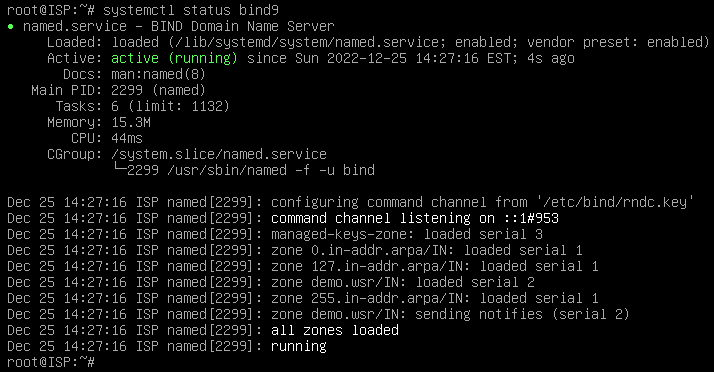 root@ISP:~# systemctl status bind9
● named.service - BIND Domain Name Server
Loaded: loaded (/lib/systemd/system/named.service; enabled; vendor preset: enabled)
Active: active (running) since Sun 2022-12-25 14:27:16 EST; 4s ago
Docs: man:named(8)
Main PID: 2299 (named)
Tasks: 6 (limit: 1132)
Memory: 15.3M
CPU: 44ms
CGroup: /system.slice/named.service
└─2299 /usr/sbin/named -f -u bind
Dec 25 14:27:16 ISP named[2299]: configuring command channel from '/etc/bind/rndc.key'
Dec 25 14:27:16 ISP named[2299]: command channel listening on ::1#953
Dec 25 14:27:16 ISP named[2299]: managed-keys-zone: loaded serial 3
Dec 25 14:27:16 ISP named[2299]: zone 0.in-addr.arpa/IN: loaded serial 1
Dec 25 14:27:16 ISP named[2299]: zone 127.in-addr.arpa/IN: loaded serial 1
Dec 25 14:27:16 ISP named[2299]: zone demo.wsr/IN: loaded serial 2
Dec 25 14:27:16 ISP named[2299]: zone 255.in-addr.arpa/IN: loaded serial 1
Dec 25 14:27:16 ISP named[2299]: zone demo.wsr/IN: sending notifies (serial 2)
Dec 25 14:27:16 ISP named[2299]: all zones loaded
Dec 25 14:27:16 ISP named[2299]: running
root@ISP:~#